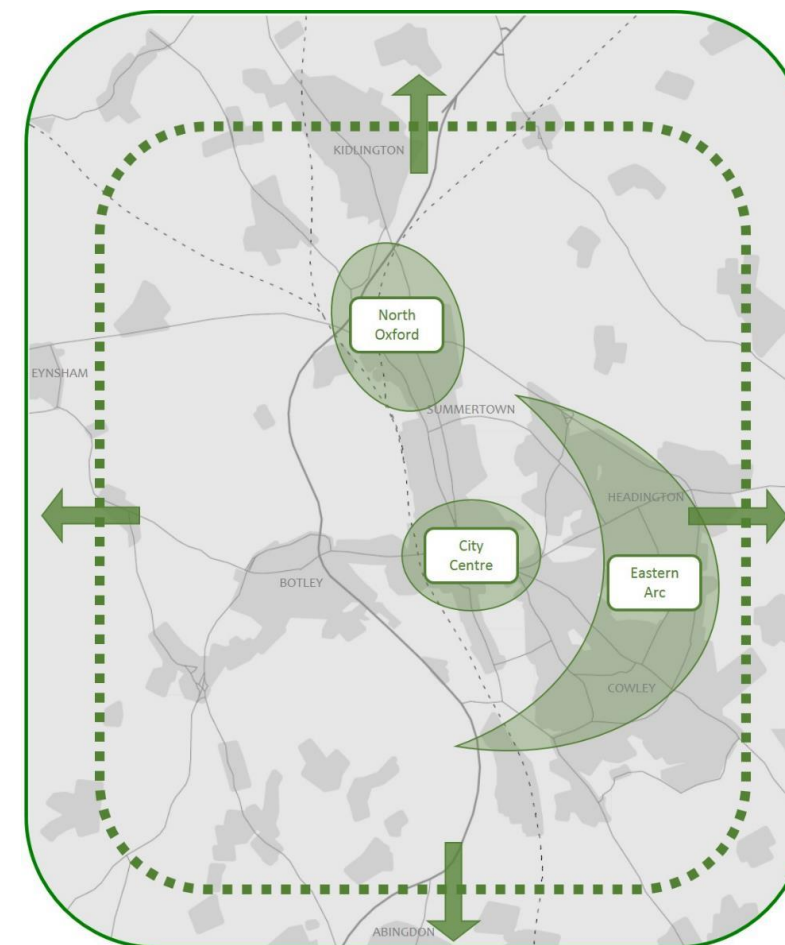 KIDLINGTON
North
Oxford
EYNSHAM
SUMMERTOWN
HEADINGTON
City
Centre
Eastern
Arc
BOTLEY
COWLEY
ABINGDON